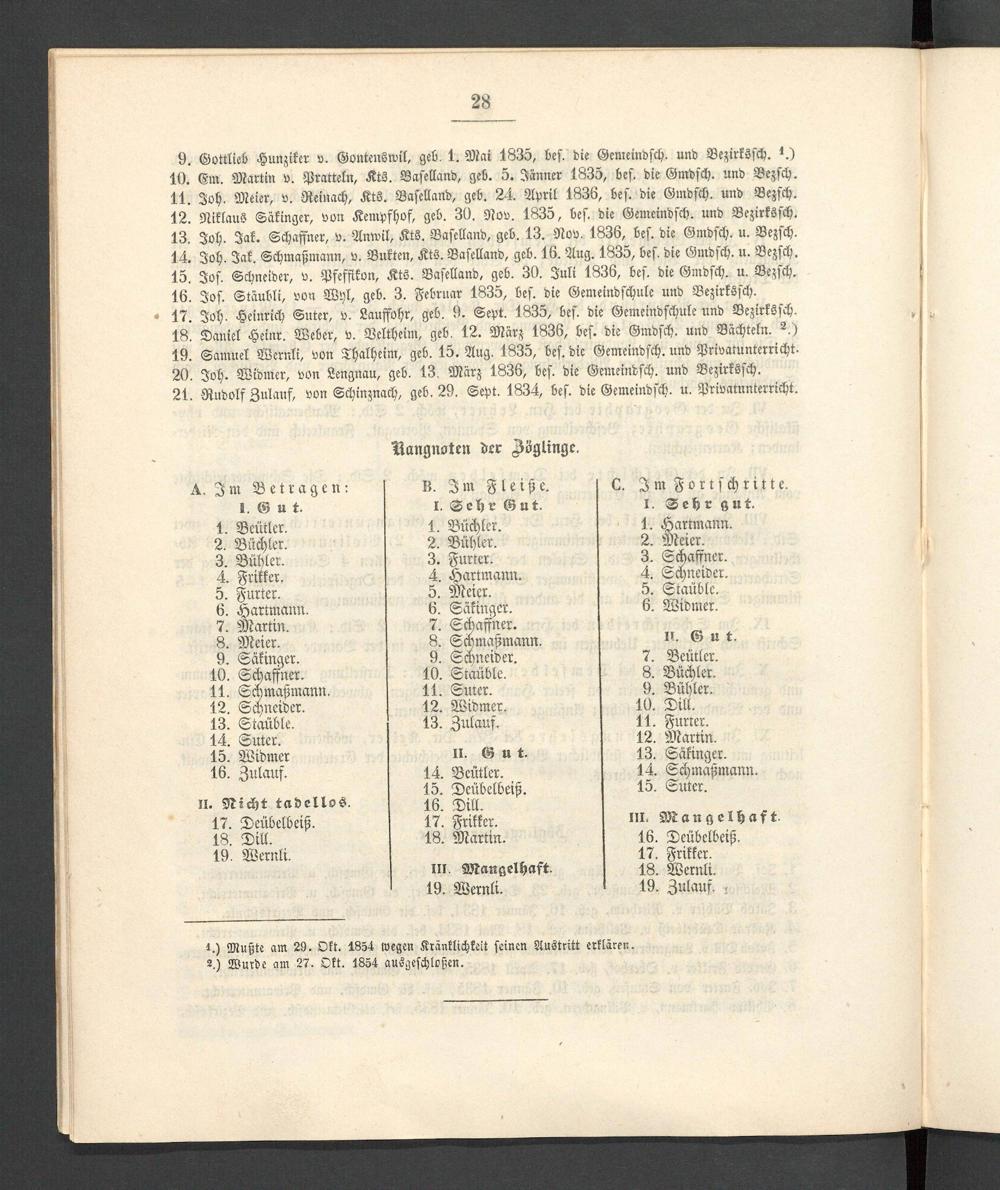 28
9. Gottlieb Hunziker v. Gontenswil, geb. 1. Mai 1835, bes. die Gemeindsch. und Bezirkssch. ¹.)
10. Em. Martin v. Pratteln, Kts. Baselland, geb. 5. Jänner 1835, bes. die Gmdsch. und Bezsch.
11. Joh. Meier, v. Reinach, Kts. Baselland, geb. 24. April 1836, bes. die Gmdsch. und Bezsch.
12. Niklaus Säkinger, von Kempfhof, geb. 30. Nov. 1835, bes. die Gemeindsch. und Bezirkssch.
13. Joh. Jak. Schaffner, v. Anwil, Kts. Baselland, geb. 13. Nov. 1836, bes. die Gmdsch. u. Bezsch.
14. Joh. Jak. Schmaßmann, v. Bukten, Kts. Baselland, geb. 16. Aug. 1835, bes. die Gmdsch. u. Bezsch.
15. Jos. Schneider, v. Pfeffikon, Kts. Baselland, geb. 30. Juli 1836, bes. die Gmdsch. u. Bezsch.
16. Jos. Stäubli, von Wyl, geb. 3. Februar 1835, bes. die Gemeindschule und Bezirkssch.
17. Joh. Heinrich Suter, v. Lauffohr, geb. 9. Sept. 1835, bes. die Gemeindschule und Bezirkssch.
18. Daniel Heinr. Weber, v. Veltheim, geb. 12. März 1836, bes. die Gmdsch. und Bächteln. ².)
19. Samuel Wernli, von Thalheim, geb. 15. Aug. 1835, bes. die Gemeindsch. und Privatunterricht.
20. Joh. Widmer, von Lengnau, geb. 13. März 1836, bes. die Gemeindsch. und Bezirkssch.
21. Rudolf Zulauf, von Schinznach, geb. 29. Sept. 1834, bes. die Gemeindsch. u. Privatunterricht.
Rangnoten der Zöglinge.
A. Im Betragen:
I. Gut.
1. Beütler.
2. Büchler.
3. Bühler.
4. Frikker.
5. Furter.
6. Hartmann.
7. Martin.
8. Meier.
9. Säkinger.
10. Schaffner.
11. Schmaßmann.
12. Schneider.
13. Staüble.
14. Suter.
15. Widmer
16. Zulauf.
II. Nicht tadellos.
17. Deübelbeiß.
18. Dill.
19. Wernli.
B. Im Fleiße.
I. Sehr Gut.
1. Büchler.
2. Bühler.
3. Furter.
4. Hartmann.
5. Meier.
6. Säkinger.
7. Schaffner.
8. Schmaßmann.
9. Schneider.
10. Staüble.
11. Suter.
12. Widmer.
13. Zulauf.
II. Gut.
14. Beütler.
15. Deübelbeiß.
16. Dill.
17. Frikker.
18. Martin.
III. Mangelhaft.
19. Wernli.
C. Im Fortschritte.
I. Sehr gut.
1. Hartmann.
2. Meier.
3. Schaffner.
4. Schneider.
5. Staüble.
6. Widmer.
II. Gut.
7. Beütler.
8. Büchler.
9. Bühler.
10. Dill.
11. Furter.
12. Martin.
13. Säkinger.
14. Schmaßmann.
15. Suter.
III. Mangelhaft.
16. Deübelbeiß.
17. Frikker.
18. Wernli.
19. Zulauf.
¹.) Mußte am 29. Okt. 1854 wegen Kränklichkeit seinen Austritt erklären.
².) Wurde am 27. Okt. 1854 ausgeschloßen.